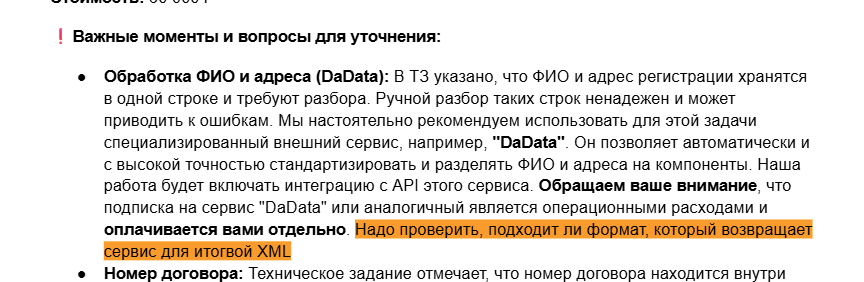 ❗ Важные моменты и вопросы для уточнения:
● Обработка ФИО и адреса (DaData): В ТЗ указано, что ФИО и адрес регистрации хранятся
в одной строке и требуют разбора. Ручной разбор таких строк ненадежен и может
приводить к ошибкам. Мы настоятельно рекомендуем использовать для этой задачи
специализированный внешний сервис, например, "DaData". Он позволяет автоматически и
с высокой точностью стандартизировать и разделять ФИО и адреса на компоненты. Наша
работа будет включать интеграцию с API этого сервиса. Обращаем ваше внимание, что
подписка на сервис "DaData" или аналогичный является операционными расходами и
оплачивается вами отдельно. Надо проверить, подходит ли формат, который возвращает
сервис для итогвой XML
● Номер договора: Техническое задание отмечает, что номер договора находится внутри